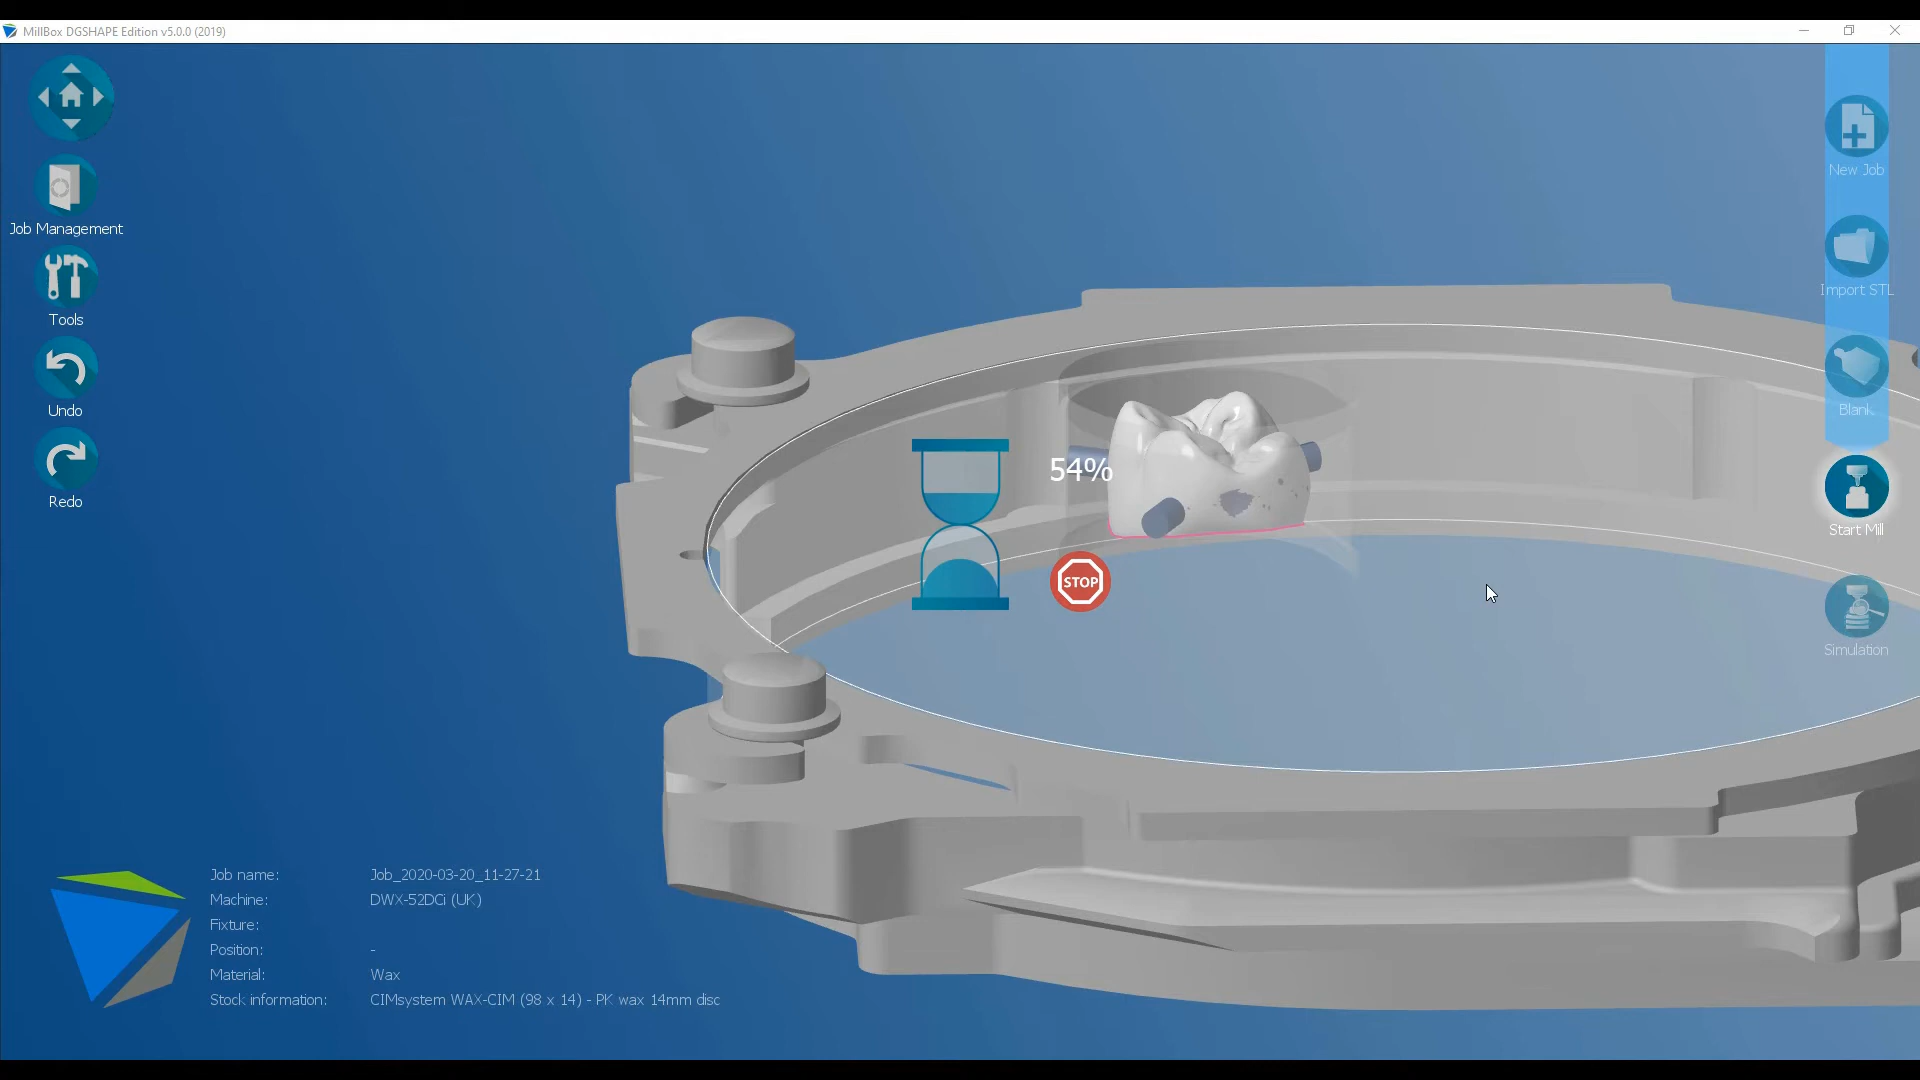 MillBox DGSHAPE Edition v5.0.0 (2019)
Job Management
Tools
Undo
Redo
54%
STOP
New Job
Import STL
Blank
Start Mill
Simulation
Job name: Job_2020-03-20_11-27-21
Machine: DWX-52DCi (UK)
Fixture:
Position: -
Material: Wax
Stock information: CIMsystem WAX-CIM (98 x 14) - PK wax 14mm disc